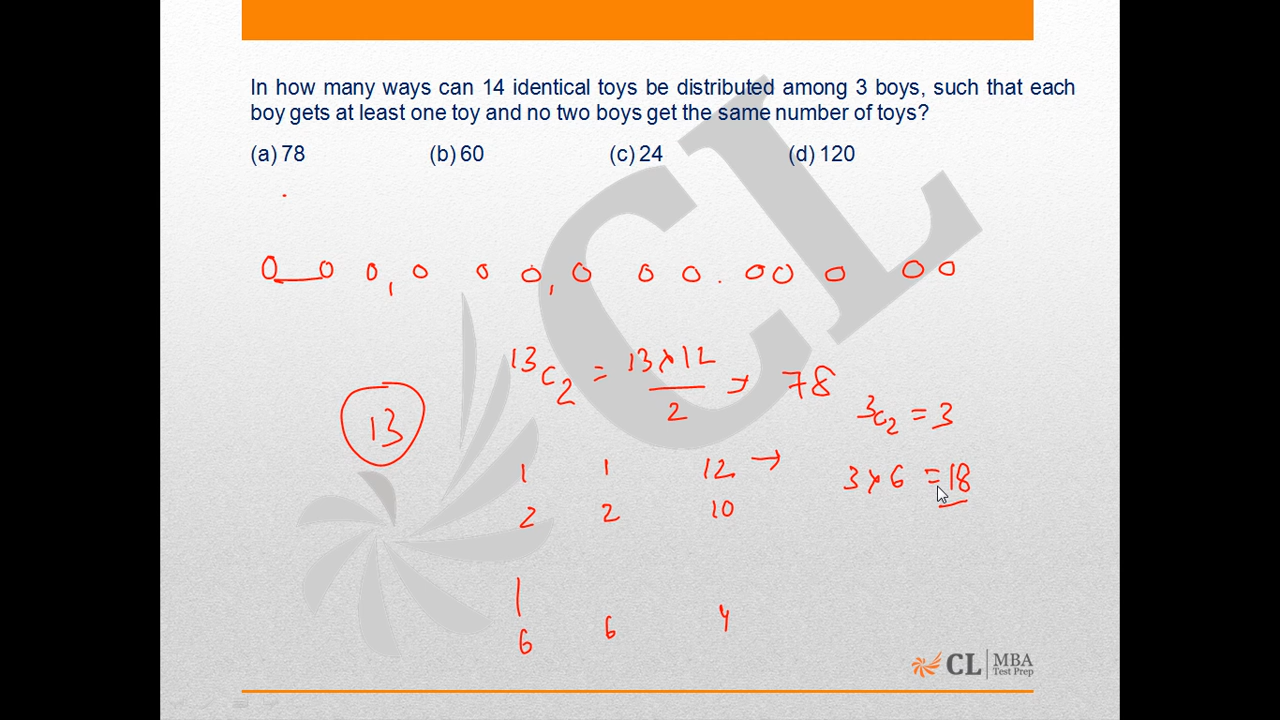 In how many ways can 14 identical toys be distributed among 3 boys, such that each
boy gets at least one toy and no two boys get the same number of toys?
(a) 78 (b) 60 (c) 24 (d) 120
CL
0 0 0, 0 0 0, 0 0 0 . 0 0 0 0 0
¹³C₂ = 13 × 12 / 2 → 78
³C₂ = 3
13
1 1 12 → 3 × 6 = 18
2 2 10
|
6 6 4
CL MBA
Test Prep